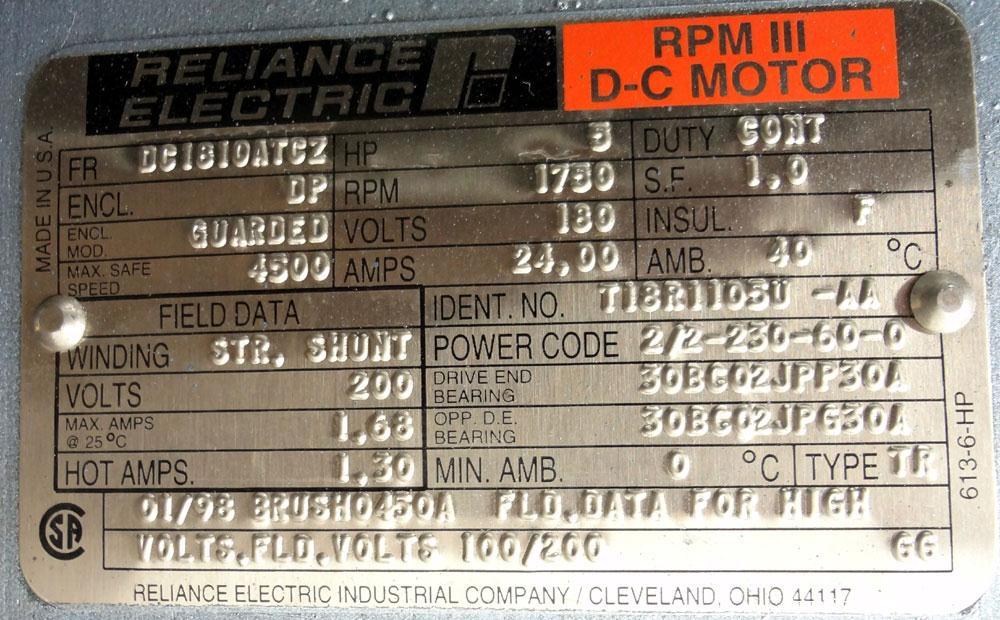 RELIANCE
ELECTRIC
RPM III
D-C MOTOR
MADE IN U.S.A.
FR DC1810ATCZ HP 5 DUTY CONT
ENCL. DP RPM 1750 S.F. 1.0
ENCL. MOD. GUARDED VOLTS 180 INSUL. F
MAX. SAFE SPEED 4500 AMPS 24.00 AMB. 40 °C
FIELD DATA IDENT. NO. T18R1105U -AA
WINDING STR. SHUNT POWER CODE 2/2-230-60-0
VOLTS 200 DRIVE END BEARING 30BC02JPP30A
MAX. AMPS @ 25°C 1.68 OPP. D.E. BEARING 30BC02JPG30A
HOT AMPS. 1.30 MIN. AMB. 0 °C TYPE TR
01/98 BRUSH0450A FLD.DATA FOR HIGH
VOLTS.FLD.VOLTS 100/200 GG
SA
613-6-HP
RELIANCE ELECTRIC INDUSTRIAL COMPANY / CLEVELAND, OHIO 44117